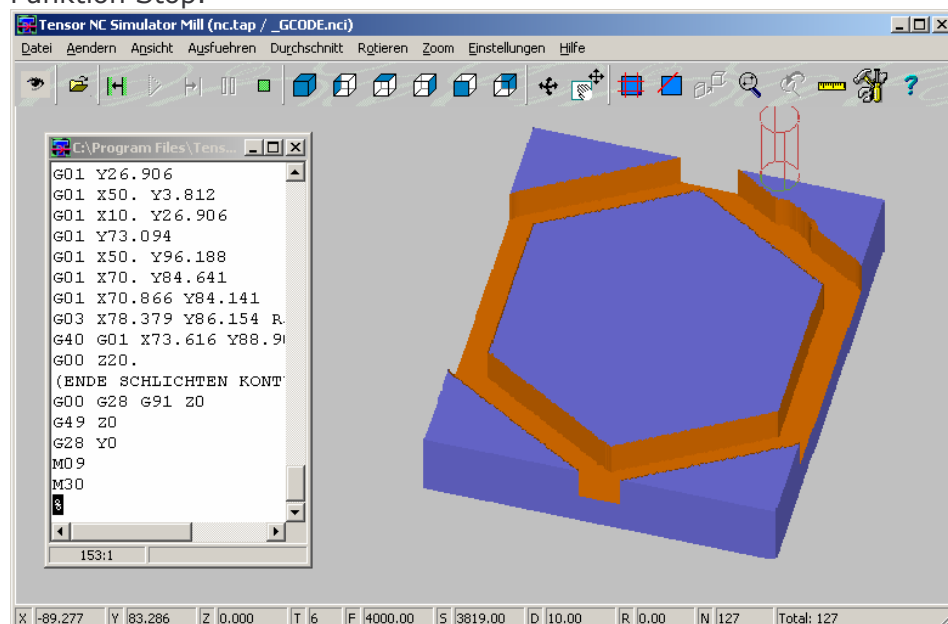 Funktion Stop.
Tensor NC Simulator Mill (nc.tap / _GCODE.nci)
Datei Aendern Ansicht Ausfuehren Durchschnitt Rotieren Zoom Einstellungen Hilfe
C:\Program Files\Tens...
G01 Y26.906
G01 X50. Y3.812
G01 X10. Y26.906
G01 Y73.094
G01 X50. Y96.188
G01 X70. Y84.641
G01 X70.866 Y84.141
G03 X78.379 Y86.154 R
G40 G01 X73.616 Y88.9
G00 Z20.
(ENDE SCHLICHTEN KONT
G00 G28 G91 Z0
G49 Z0
G28 Y0
M09
M30
%
153:1
X -89.277 Y 83.286 Z 0.000 T 6 F 4000.00 S 3819.00 D 10.00 R 0.00 N 127 Total: 127